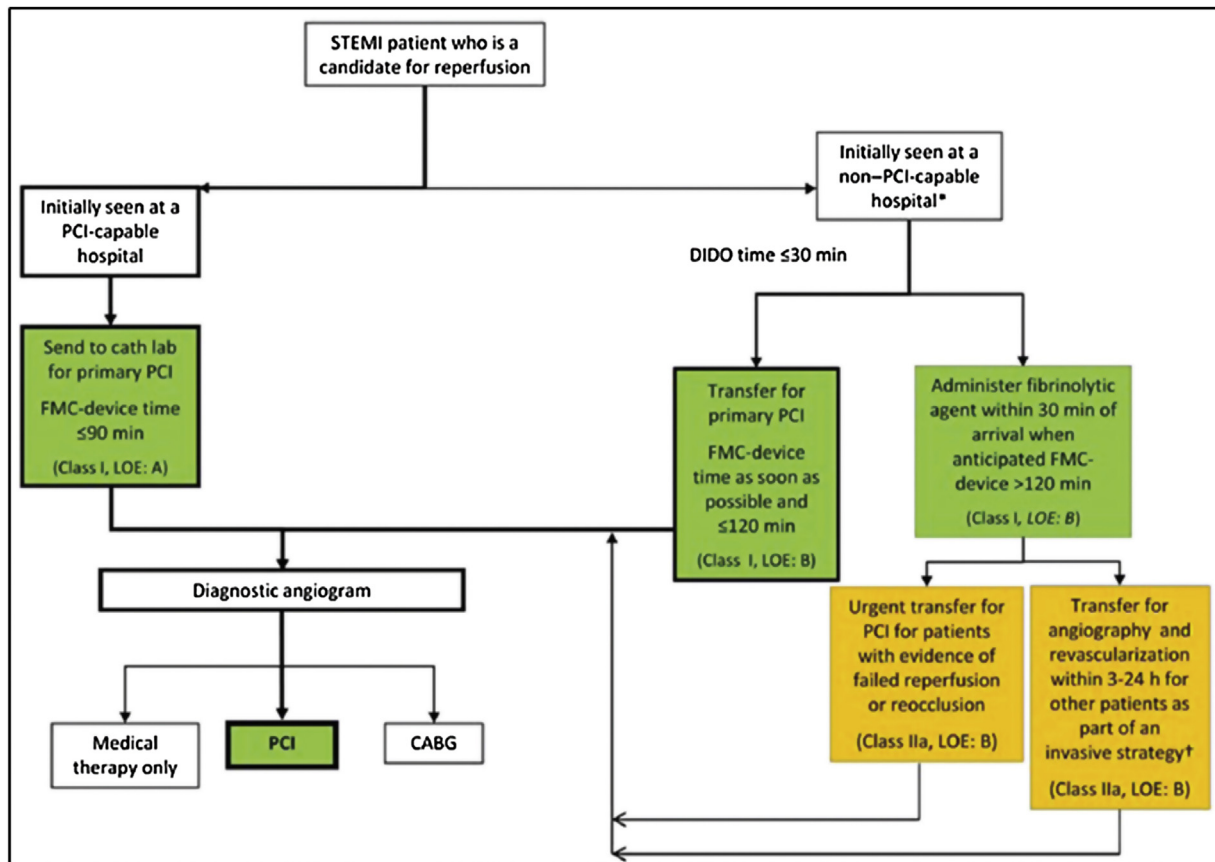 STEMI patient who is a
candidate for reperfusion
Initially seen at a
non–PCI-capable
hospital*
Initially seen at a
PCI-capable
hospital
DIDO time ≤30 min
Send to cath lab
for primary PCI
FMC-device time
≤90 min
(Class I, LOE: A)
Transfer for
primary PCI
FMC-device
time as soon as
possible and
≤120 min
(Class I, LOE: B)
Administer fibrinolytic
agent within 30 min of
arrival when
anticipated FMC-
device >120 min
(Class I, LOE: B)
Urgent transfer for
PCI for patients
with evidence of
failed reperfusion
or reocclusion
(Class IIa, LOE: B)
Transfer for
angiography and
revascularization
within 3-24 h for
other patients as
part of an
invasive strategy†
(Class IIa, LOE: B)
Diagnostic angiogram
Medical
therapy only
PCI
CABG